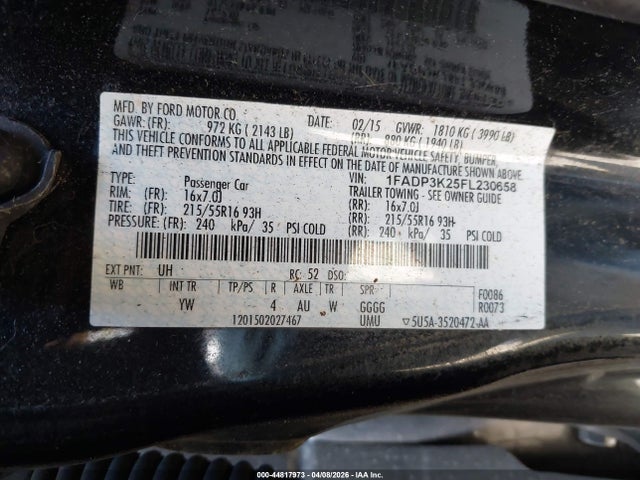 MFD. BY FORD MOTOR CO.
DATE: 02/15 GVWR: 1810 KG ( 3990 LB)
GAWR: (FR): 972 KG ( 2143 LB) (RR): 880 KG ( 1940 LB)
THIS VEHICLE CONFORMS TO ALL APPLICABLE FEDERAL MOTOR VEHICLE SAFETY, BUMPER,
AND THEFT PREVENTION STANDARDS IN EFFECT ON THE DATE OF MANUFACTURE SHOWN ABOVE.
VIN: 1FADP3K25FL230658
TYPE: Passenger Car TRAILER TOWING - SEE OWNER GUIDE
RIM: (FR): 16x7.0J (RR): 16x7.0J
TIRE: (FR): 215/55R16 93H (RR): 215/55R16 93H
PRESSURE: (FR): 240 kPa/ 35 PSI COLD (RR): 240 kPa/ 35 PSI COLD
EXT PNT: UH RC: 52 DSO:
WB INT TR TP/PS R AXLE TR SPR F0086
YW 4 AU W GGGG R0073
1201502027467 UMU ▽5U5A-3520472-AA
000-44817973 - 04/08/2026 - IAA